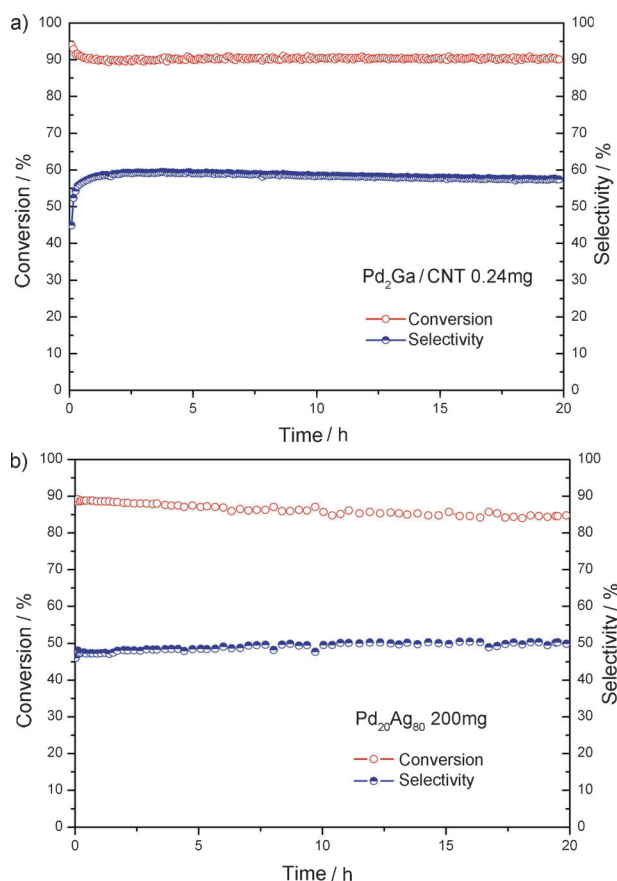 a)
100
90
80
70
60
50
40
30
20
10
0
Conversion / %
100
90
80
70
60
50
40
30
20
10
0
Selectivity / %
Pd₂Ga / CNT 0.24mg
Conversion
Selectivity
0 5 10 15 20
Time / h
b)
100
90
80
70
60
50
40
30
20
10
0
Conversion / %
100
90
80
70
60
50
40
30
20
10
0
Selectivity / %
Pd₂₀Ag₈₀ 200mg
Conversion
Selectivity
0 5 10 15 20
Time / h